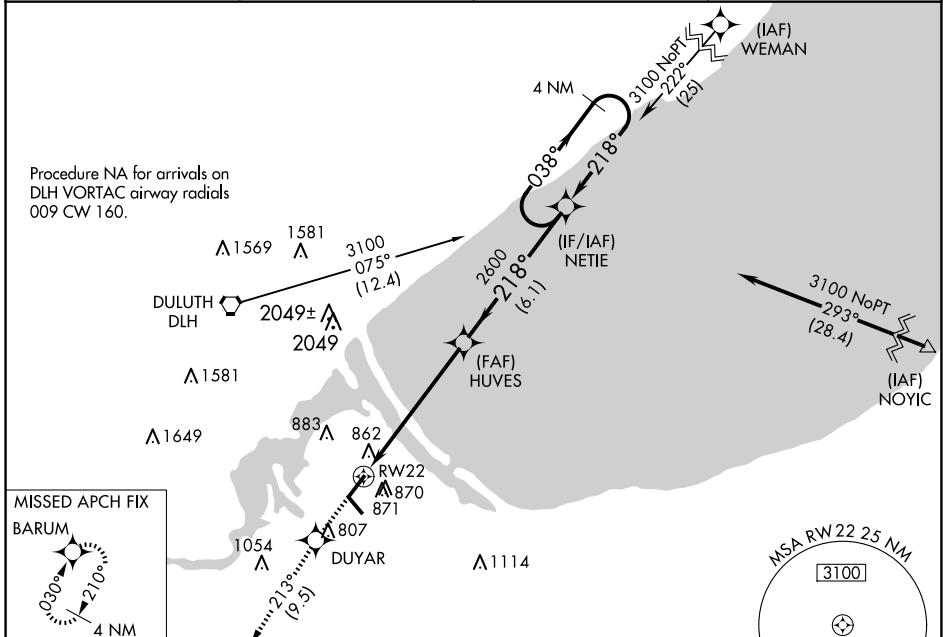 (IAF)
WEMAN
3100 NoPT
222°
(25)
4 NM
038°
218°
Procedure NA for arrivals on
DLH VORTAC airway radials
009 CW 160.
(IF/IAF)
NETIE
1569
1581
3100
075°
(12.4)
2600
218°
(6.1)
DULUTH
DLH
2049±
2049
3100 NoPT
293°
(28.4)
(FAF)
HUVES
(IAF)
NOYIC
1581
883
1649
862
RW22
870
871
MISSED APCH FIX
BARUM
030°
210°
4 NM
807
DUYAR
1054
1114
213°
(9.5)
MSA RW22 25 NM
3100